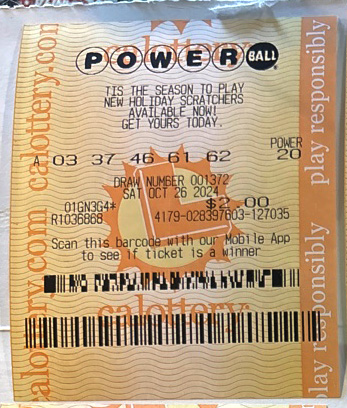 calottery
POWER BALL
TIS THE SEASON TO PLAY
NEW HOLIDAY SCRATCHERS
AVAILABLE NOW!
GET YOURS TODAY.
POWER
A 03 37 46 61 62 20
DRAW NUMBER 001372
SAT OCT 26 2024
01GN3G4* $2.00
R1036868 4179-028397603-127035
Scan this barcode with our Mobile App
to see if ticket is a winner
calottery
calottery.com calottery.com
play responsibly play responsibly